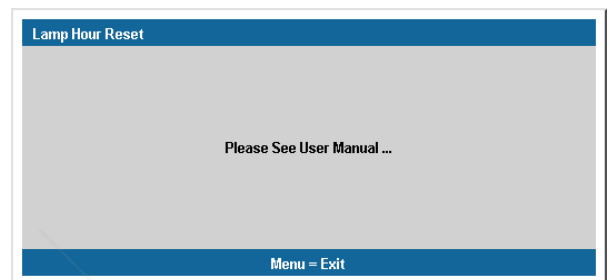 Lamp Hour Reset
Please See User Manual ...
Menu = Exit